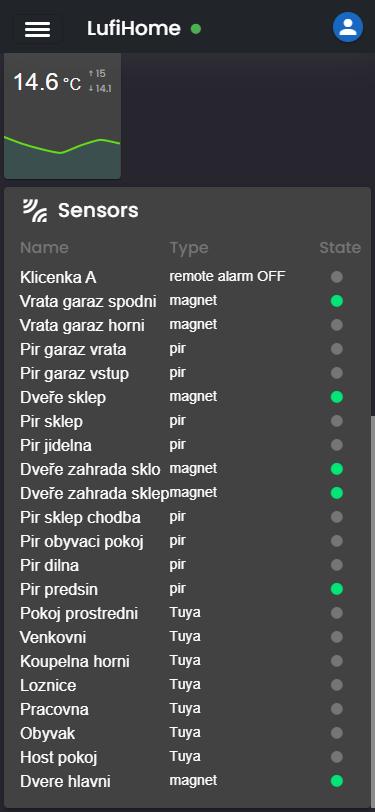 LufiHome
14.6 °C
↑ 15
↓ 14.1
Sensors
Name Type State
Klicenka A remote alarm OFF
Vrata garaz spodni magnet
Vrata garaz horni magnet
Pir garaz vrata pir
Pir garaz vstup pir
Dveře sklep magnet
Pir sklep pir
Pir jidelna pir
Dveře zahrada sklo magnet
Dveře zahrada sklep magnet
Pir sklep chodba pir
Pir obyvaci pokoj pir
Pir dilna pir
Pir predsin pir
Pokoj prostredni Tuya
Venkovni Tuya
Koupelna horni Tuya
Loznice Tuya
Pracovna Tuya
Obyvak Tuya
Host pokoj Tuya
Dvere hlavni magnet